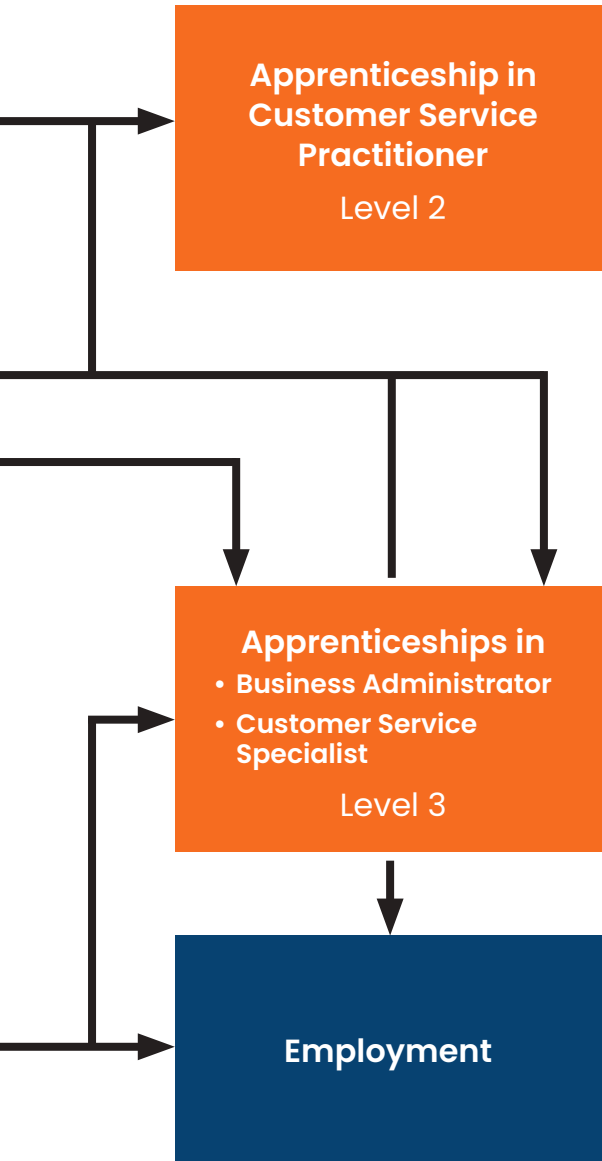 Apprenticeship in
Customer Service
Practitioner
Level 2
Apprenticeships in
• Business Administrator
• Customer Service
Specialist
Level 3
Employment